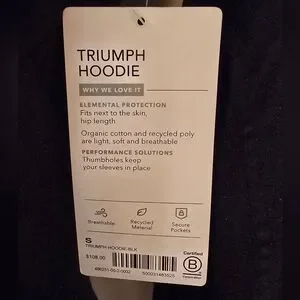 TRIUMPH
HOODIE
WHY WE LOVE IT
ELEMENTAL PROTECTION
Fits next to the skin,
hip length
Organic cotton and recycled poly
are light, soft and breathable
PERFORMANCE SOLUTIONS
Thumbholes keep
your sleeves in place
Breathable
Recycled
Material
Secure
Pockets
S
TRIUMPH HOODIE-BLK
$108.00
Certified
B
Corporation